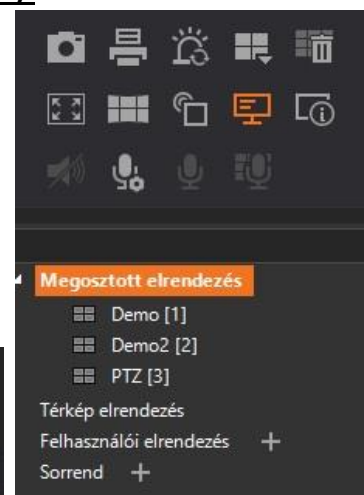 Megosztott elrendezés
Demo [1]
Demo2 [2]
PTZ [3]
Térkép elrendezés
Felhasználói elrendezés +
Sorrend +